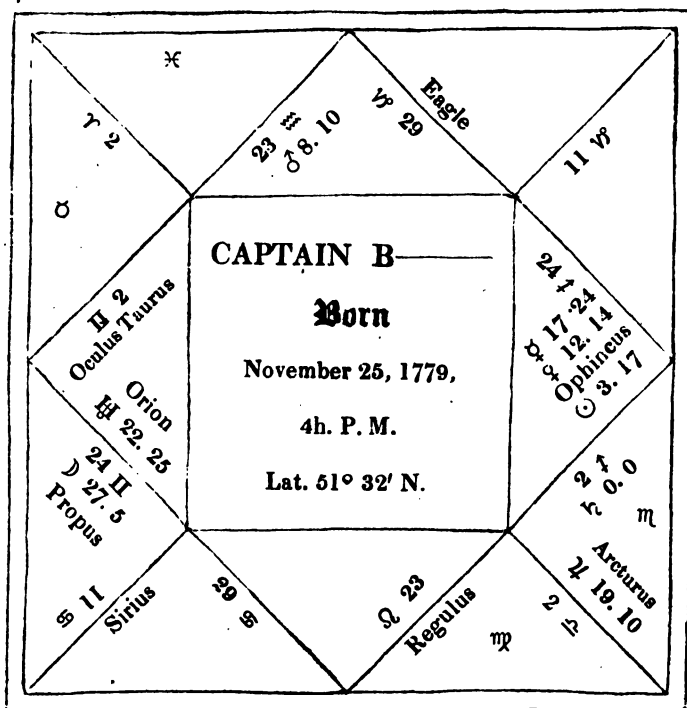 ♓
♈ 2
23 ♒
♂ 8. 10
♑ 29
Eagle
11 ♑
♉
♊ 2
Oculus Taurus
CAPTAIN B———
Born
November 25, 1779,
4h. P. M.
Lat. 51° 32′ N.
24 ♐
☿ 17 . 24
♀ 12. 14
Ophincus
☉ 3. 17
Orion
♅ 22. 25
24 ♊
☽ 27. 5
Propus
2 ♐
♄ 0. 0
♏
Arcturus
♃ 19. 10
♋ 11
Sirius
29 ♋
♌ 23
Regulus
♍
2 ♎